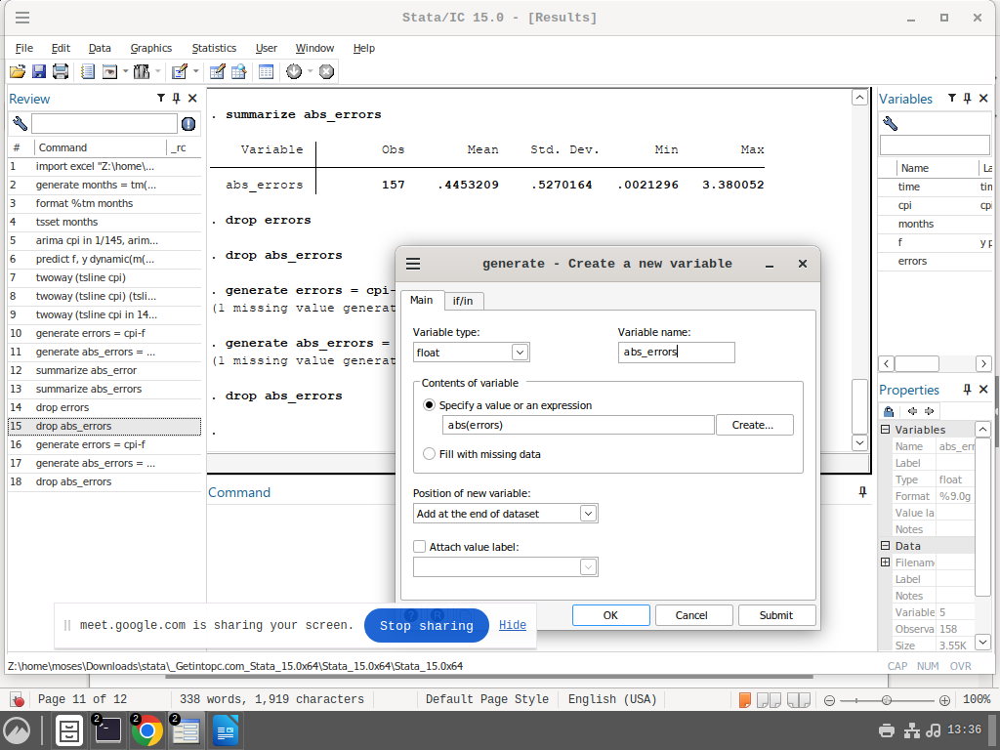 Stata/IC 15.0 - [Results]
File Edit Data Graphics Statistics User Window Help
Review
# Command _rc
1 import excel "Z:\home\...
2 generate months = tm(...
3 format %tm months
4 tsset months
5 arima cpi in 1/145, arim...
6 predict f, y dynamic(m(...
7 twoway (tsline cpi)
8 twoway (tsline cpi) (tsli...
9 twoway (tsline cpi in 14...
10 generate errors = cpi-f
11 generate abs_errors = ...
12 summarize abs_error
13 summarize abs_errors
14 drop errors
15 drop abs_errors
16 generate errors = cpi-f
17 generate abs_errors = ...
18 drop abs_errors
. summarize abs_errors
Variable Obs Mean Std. Dev. Min Max
abs_errors 157 .4453209 .5270164 .0021296 3.380052
. drop errors
. drop abs_errors
. generate errors = cpi-
(1 missing value generat
. generate abs_errors =
(1 missing value generat
. drop abs_errors
.
Command
generate - Create a new variable
Main if/in
Variable type: Variable name:
float abs_errors
Contents of variable
Specify a value or an expression
abs(errors) Create...
Fill with missing data
Position of new variable:
Add at the end of dataset
Attach value label:
OK Cancel Submit
Variables
Name La
time tin
cpi cpi
months
f y p
errors
Properties
Variables
Name abs_err
Label
Type float
Format %9.0g
Value la
Notes
Data
Filenam
Label
Notes
Variable 5
Observa 158
Size 3.55K
meet.google.com is sharing your screen. Stop sharing Hide
Z:\home\moses\Downloads\stata\_Getintopc.com_Stata_15.0x64\Stata_15.0x64\Stata_15.0x64
CAP NUM OVR
Page 11 of 12 338 words, 1,919 characters Default Page Style English (USA) 100%
2 2 2 13:36